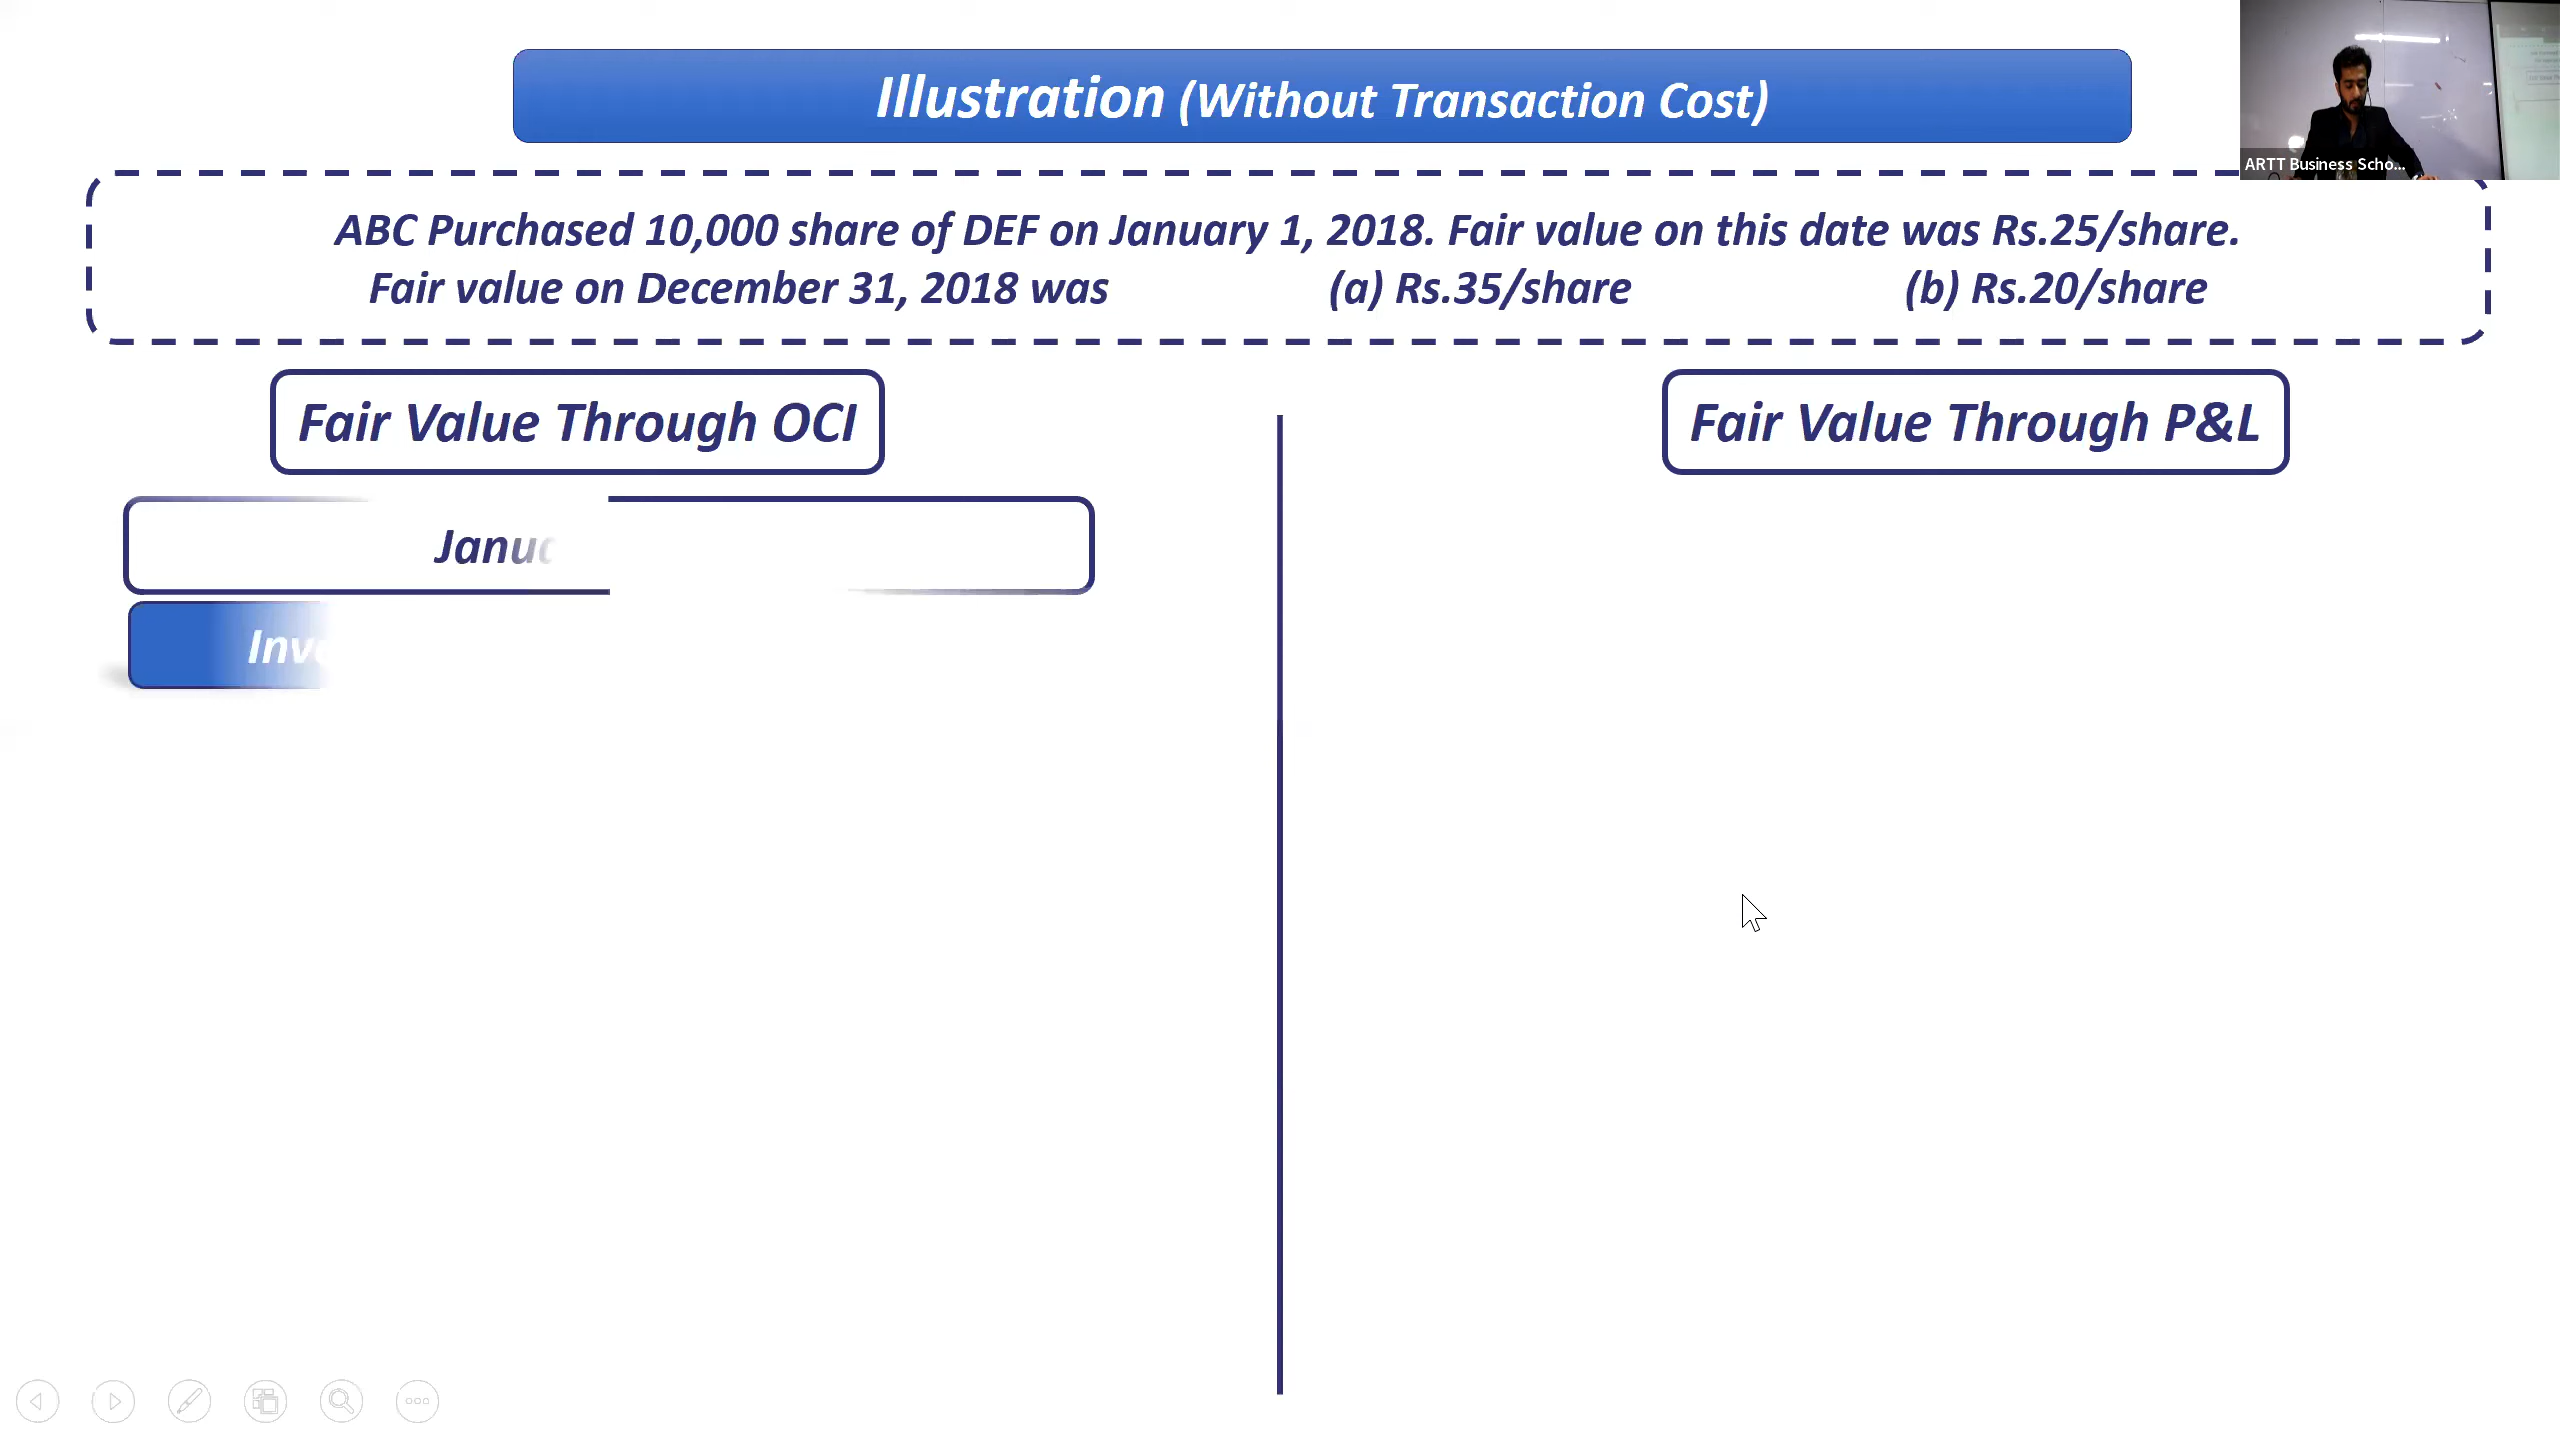 Illustration (Without Transaction Cost)
ARTT Business Scho...
ABC Purchased 10,000 share of DEF on January 1, 2018. Fair value on this date was Rs.25/share.
Fair value on December 31, 2018 was (a) Rs.35/share (b) Rs.20/share
Fair Value Through OCI
Fair Value Through P&L